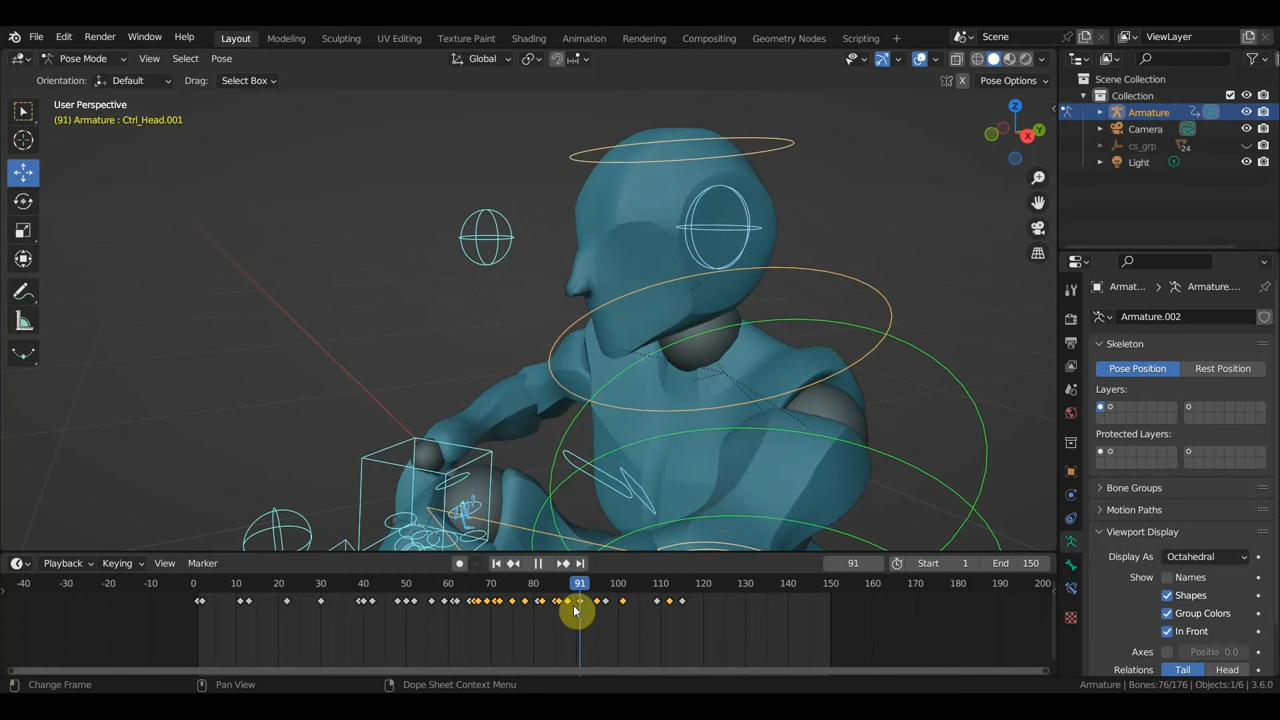 File Edit Render Window Help Layout Modeling Sculpting UV Editing Texture Paint Shading Animation Rendering Compositing Geometry Nodes Scripting + Scene ViewLayer
Pose Mode View Select Pose Global
Orientation: Default Drag: Select Box X Pose Options
User Perspective
(91) Armature : Ctrl_Head.001
Z
Y
X
Scene Collection
Collection
Armature
Camera
cs_grp 24
Light
Armat... Armature....
Armature.002
Skeleton
Pose Position Rest Position
Layers:
Protected Layers:
Bone Groups
Motion Paths
Viewport Display
Display As Octahedral
Show Names
Shapes
Group Colors
In Front
Axes Positio 0.0
Relations Tail Head
Playback Keying View Marker 91 Start 1 End 150
-40 -30 -20 -10 0 10 20 30 40 50 60 70 80 91 100 110 120 130 140 150 160 170 180 190 200
Change Frame Pan View Dope Sheet Context Menu Armature | Bones:76/176 | Objects:1/6 | 3.6.0